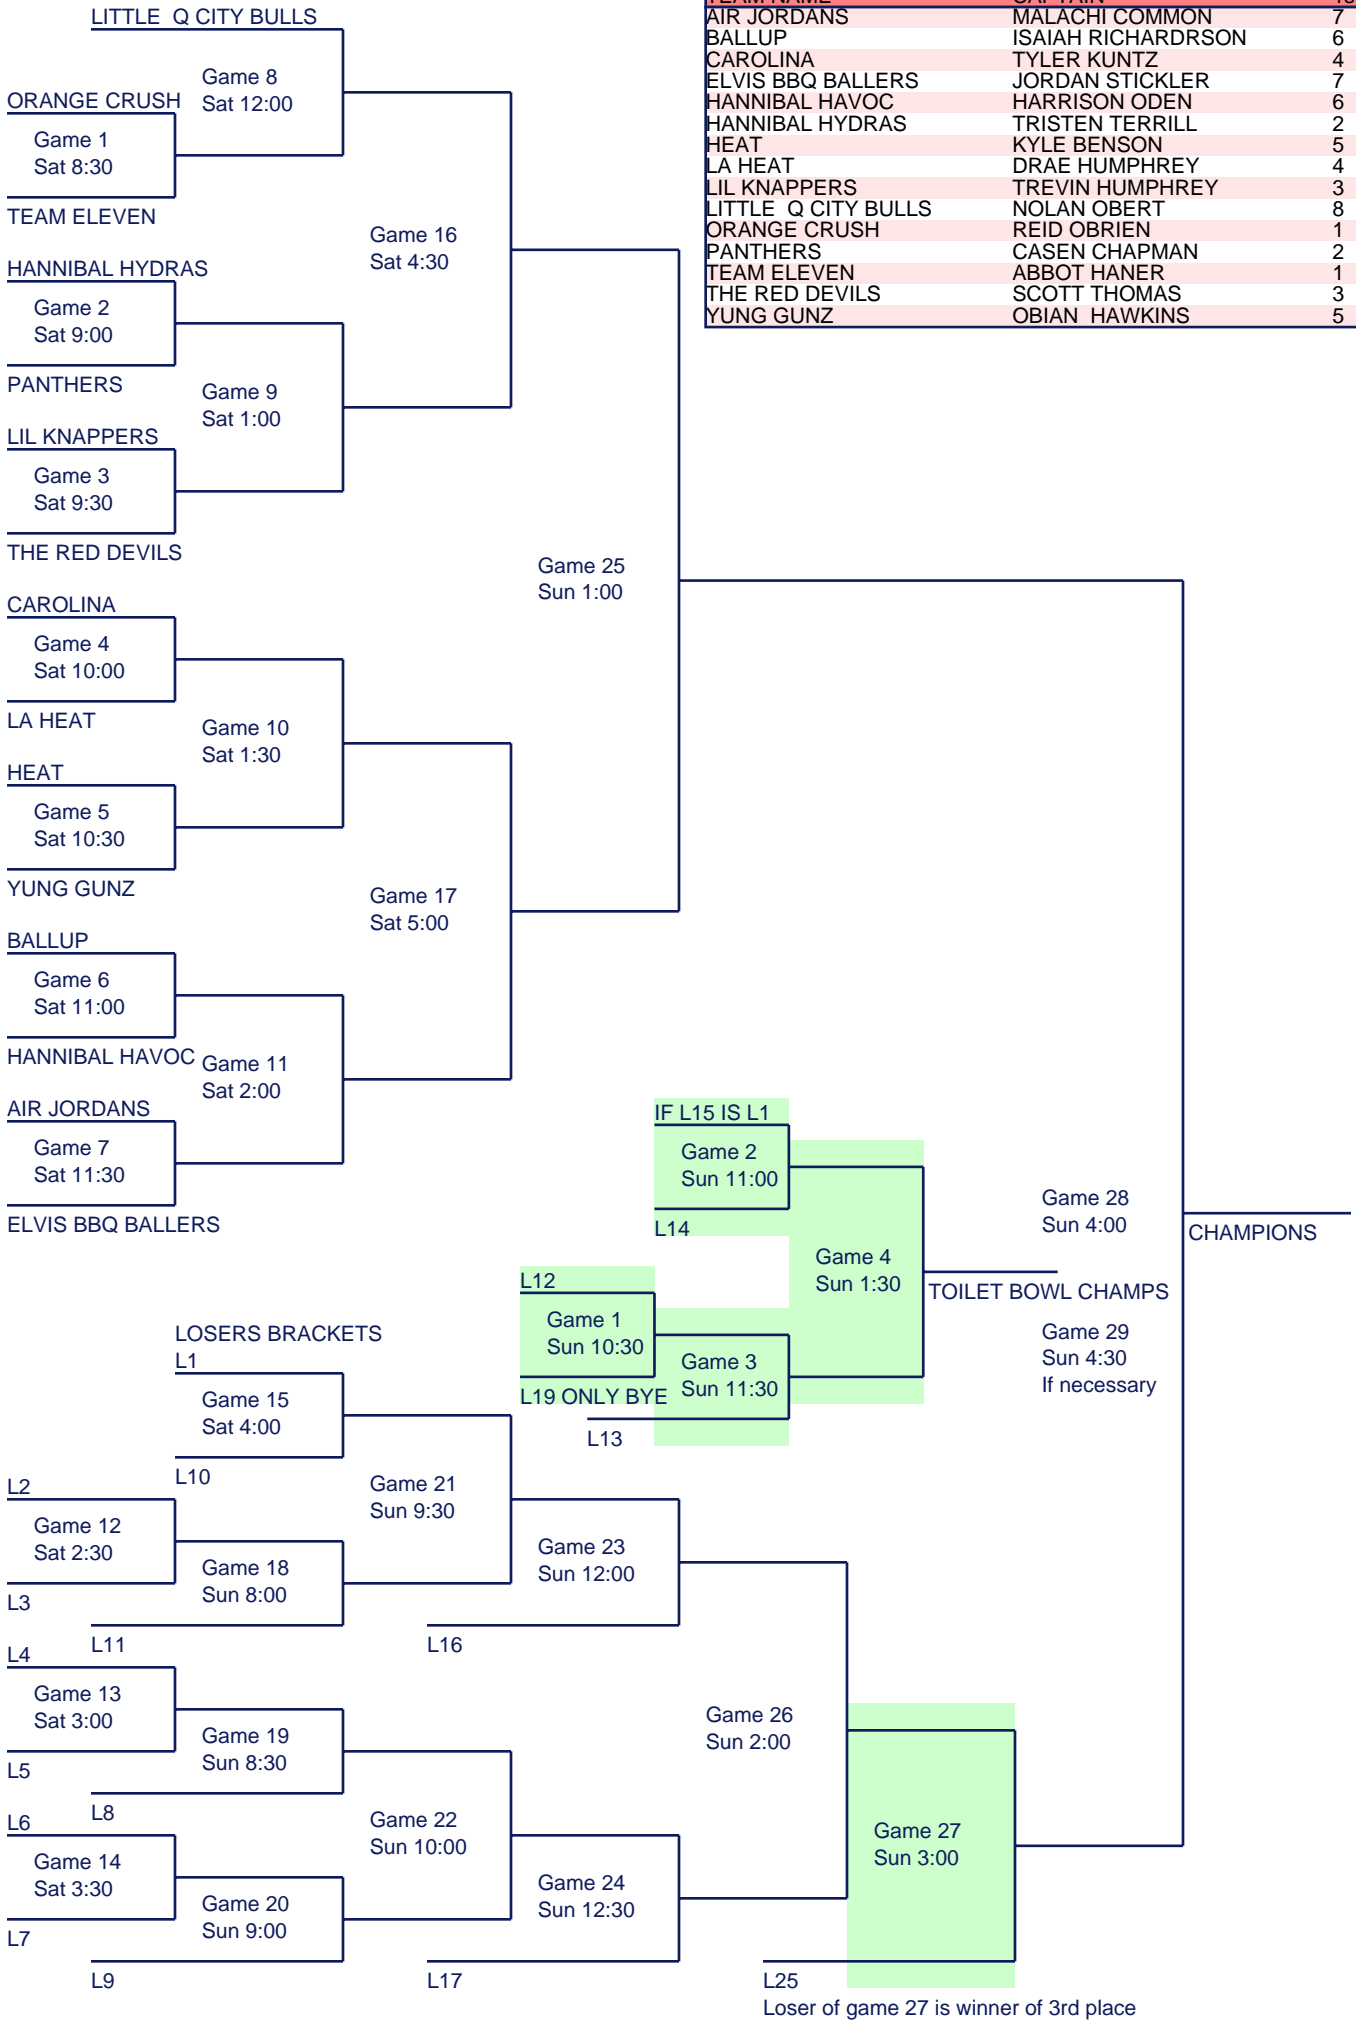 LITTLE  Q CITY BULLS
Game 8
Sat 12:00
ORANGE CRUSH
Game 1
Sat 8:30
TEAM ELEVEN
Game 16
Sat 4:30
HANNIBAL HYDRAS
Game 2
Sat 9:00
PANTHERS
Game 9
Sat 1:00
LIL KNAPPERS
Game 3
Sat 9:30
THE RED DEVILS
Game 25
Sun 1:00
CAROLINA
Game 4
Sat 10:00
LA HEAT
Game 10
Sat 1:30
HEAT
Game 5
Sat 10:30
YUNG GUNZ
Game 17
Sat 5:00
BALLUP
Game 6
Sat 11:00
HANNIBAL HAVOC
Game 11
Sat 2:00
AIR JORDANS
Game 7
Sat 11:30
ELVIS BBQ BALLERS
AIR JORDANS MALACHI COMMON 7
BALLUP ISAIAH RICHARDRSON 6
CAROLINA TYLER KUNTZ 4
ELVIS BBQ BALLERS JORDAN STICKLER 7
HANNIBAL HAVOC HARRISON ODEN 6
HANNIBAL HYDRAS TRISTEN TERRILL 2
HEAT KYLE BENSON 5
LA HEAT DRAE HUMPHREY 4
LIL KNAPPERS TREVIN HUMPHREY 3
LITTLE  Q CITY BULLS NOLAN OBERT 8
ORANGE CRUSH REID OBRIEN 1
PANTHERS CASEN CHAPMAN 2
TEAM ELEVEN ABBOT HANER 1
THE RED DEVILS SCOTT THOMAS 3
YUNG GUNZ OBIAN  HAWKINS 5
IF L15 IS L1
Game 2
Sun 11:00
L14
Game 4
Sun 1:30
L12
Game 1
Sun 10:30
L19 ONLY BYE
Game 3
Sun 11:30
L13
TOILET BOWL CHAMPS
Game 28
Sun 4:00
CHAMPIONS
Game 29
Sun 4:30
If necessary
LOSERS BRACKETS
L1
Game 15
Sat 4:00
L10
Game 21
Sun 9:30
L2
Game 12
Sat 2:30
L3
Game 18
Sun 8:00
L11
Game 23
Sun 12:00
L16
L4
Game 13
Sat 3:00
L5
Game 19
Sun 8:30
L8
Game 26
Sun 2:00
L6
Game 14
Sat 3:30
L7
Game 22
Sun 10:00
Game 20
Sun 9:00
L9
Game 24
Sun 12:30
L17
Game 27
Sun 3:00
L25
Loser of game 27 is winner of 3rd place